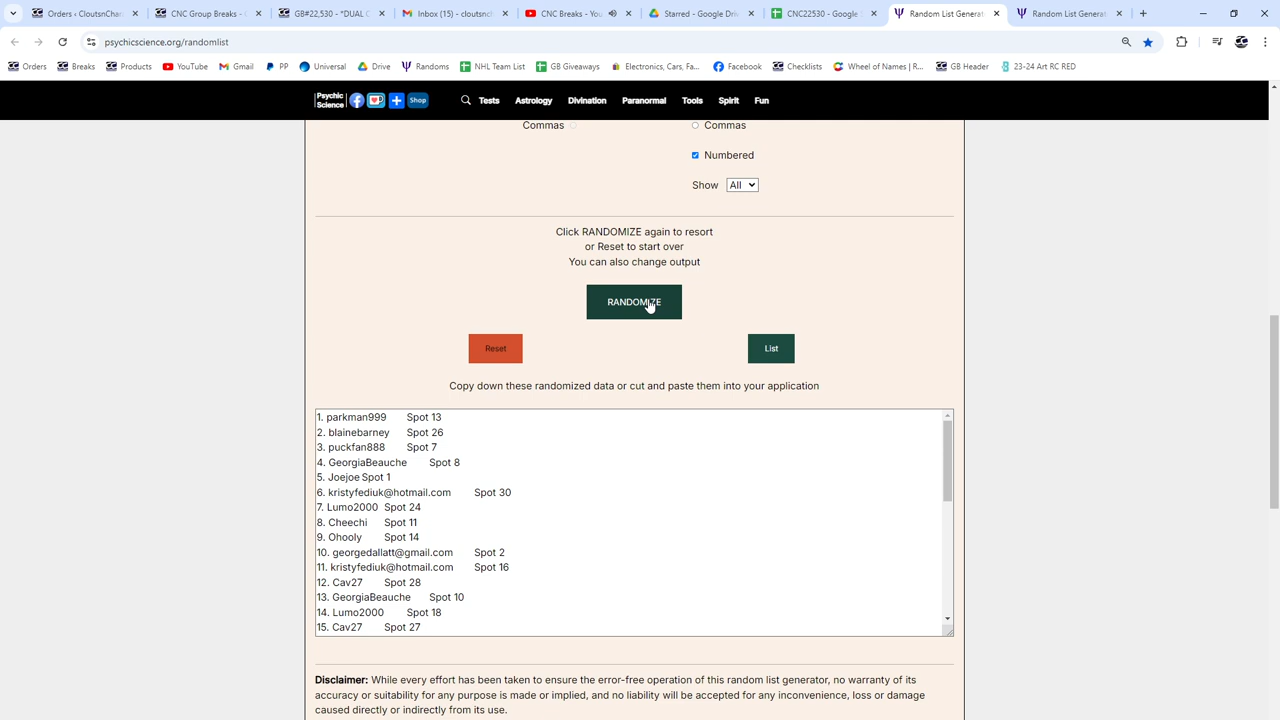 Orders / CloutsnChac
CNC Group Breaks -
GB#22,530 - *DUAL C
Inbox (15) - cloutsncl
CNC Breaks - You
Starred - Google Driv
CNC22530 - Google S
Random List Generat
Random List Generat
psychicscience.org/randomlist
Orders
Breaks
Products
YouTube
Gmail
PP
Universal
Drive
Randoms
NHL Team List
GB Giveaways
Electronics, Cars, Fa...
Facebook
Checklists
Wheel of Names | R...
GB Header
23-24 Art RC RED
Psychic Science
Shop
Tests
Astrology
Divination
Paranormal
Tools
Spirit
Fun
Commas
Commas
Numbered
Show All
Click RANDOMIZE again to resort
or Reset to start over
You can also change output
RANDOMIZE
Reset
List
Copy down these randomized data or cut and paste them into your application
1. parkman999 Spot 13
2. blainebarney Spot 26
3. puckfan888 Spot 7
4. GeorgiaBeauche Spot 8
5. Joejoe Spot 1
6. kristyfediuk@hotmail.com Spot 30
7. Lumo2000 Spot 24
8. Cheechi Spot 11
9. Ohooly Spot 14
10. georgedallatt@gmail.com Spot 2
11. kristyfediuk@hotmail.com Spot 16
12. Cav27 Spot 28
13. GeorgiaBeauche Spot 10
14. Lumo2000 Spot 18
15. Cav27 Spot 27
Disclaimer: While every effort has been taken to ensure the error-free operation of this random list generator, no warranty of its
accuracy or suitability for any purpose is made or implied, and no liability will be accepted for any inconvenience, loss or damage
caused directly or indirectly from its use.